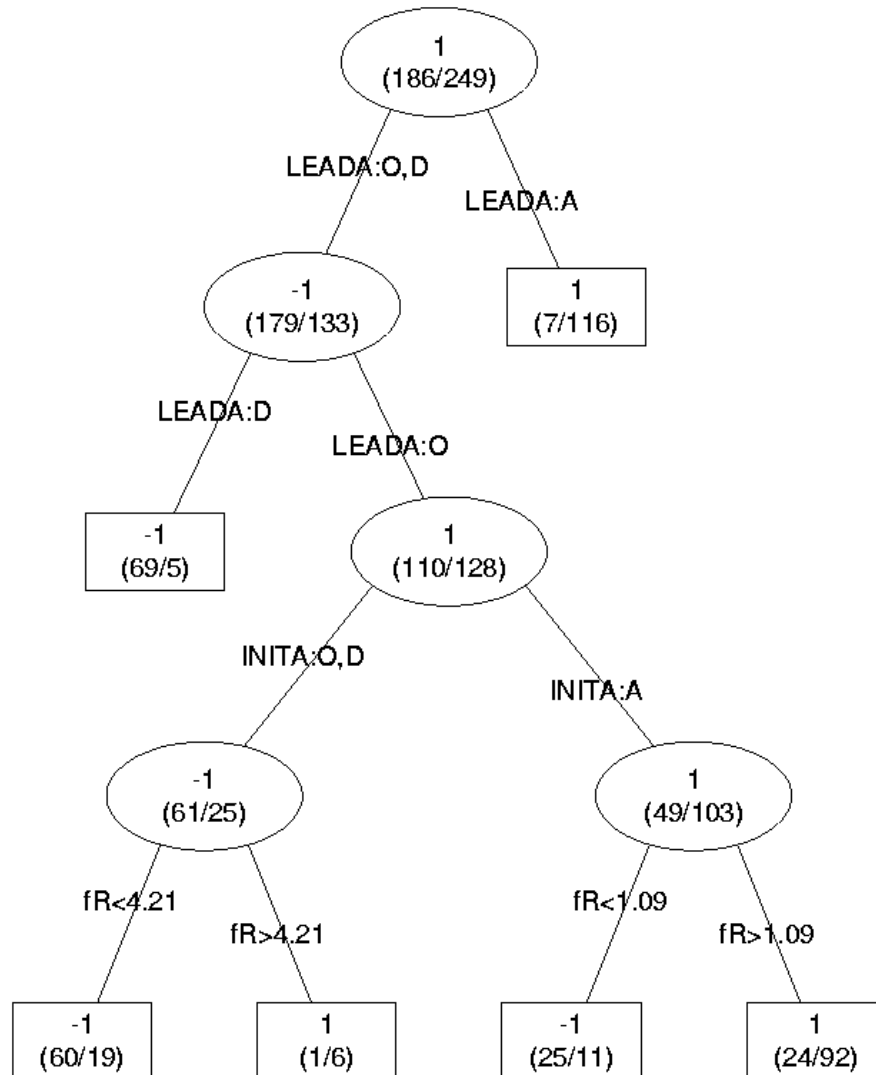 1
(186/249)
LEADA:O,D
LEADA:A
-1
(179/133)
1
(7/116)
LEADA:D
LEADA:O
-1
(69/5)
1
(110/128)
INITA:O,D
INITA:A
-1
(61/25)
1
(49/103)
fR<4.21
fR>4.21
fR<1.09
fR>1.09
-1
(60/19)
1
(1/6)
-1
(25/11)
1
(24/92)